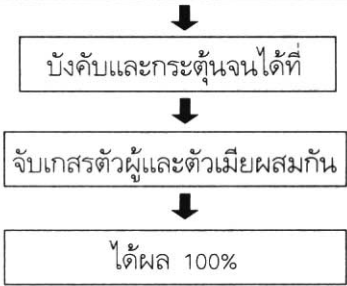 บังคับและกระตุ้นจนได้ที่
จับเกสรตัวผู้และตัวเมียผสมกัน
ได้ผล 100%